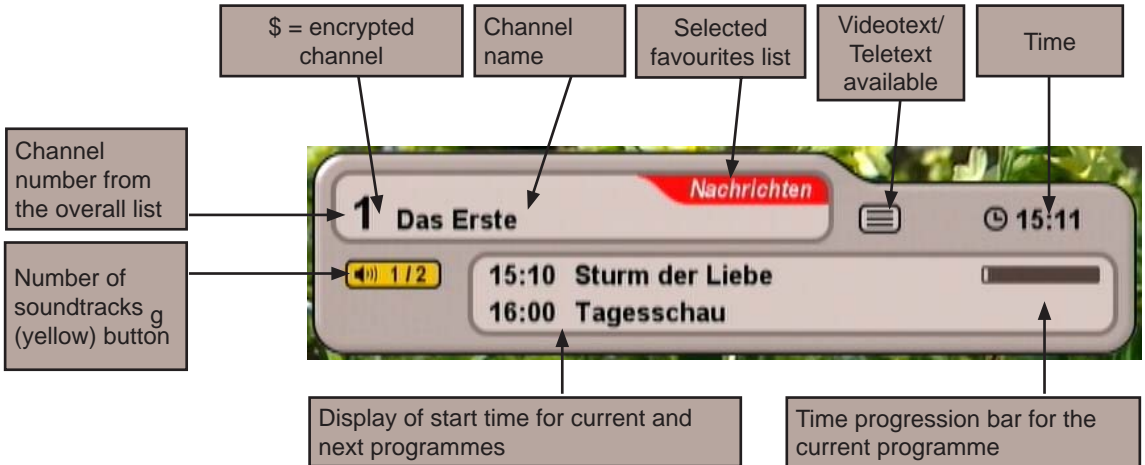 $ = encrypted
channel
Channel
name
Selected
favourites list
Videotext/
Teletext
available
Time
Channel
number from
the overall list
Nachrichten
1 Das Erste
15:11
Number of
soundtracks g
(yellow) button
1/2
15:10 Sturm der Liebe
16:00 Tagesschau
Display of start time for current and
next programmes
Time progression bar for the
current programme